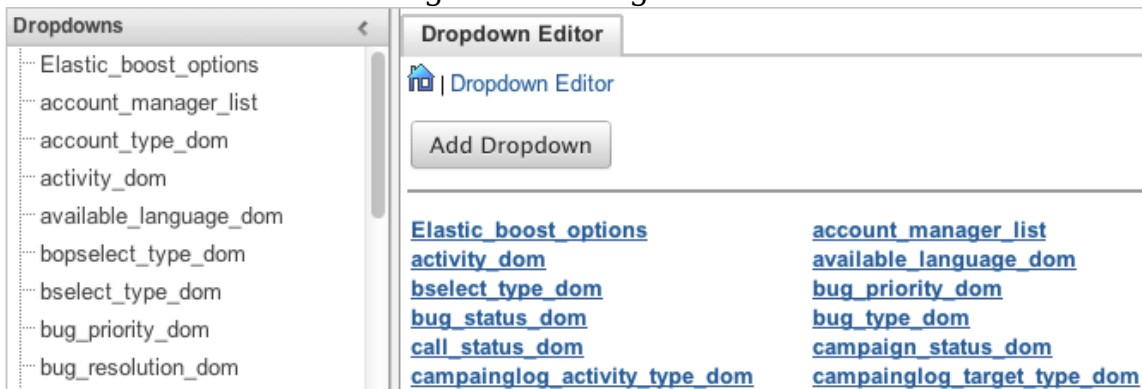 Dropdowns
Elastic_boost_options
account_manager_list
account_type_dom
activity_dom
available_language_dom
bopselect_type_dom
bselect_type_dom
bug_priority_dom
bug_resolution_dom
Dropdown Editor
| Dropdown Editor
Add Dropdown
Elastic_boost_options account_manager_list
activity_dom available_language_dom
bselect_type_dom bug_priority_dom
bug_status_dom bug_type_dom
call_status_dom campaign_status_dom
campainglog_activity_type_dom campainglog_target_type_dom